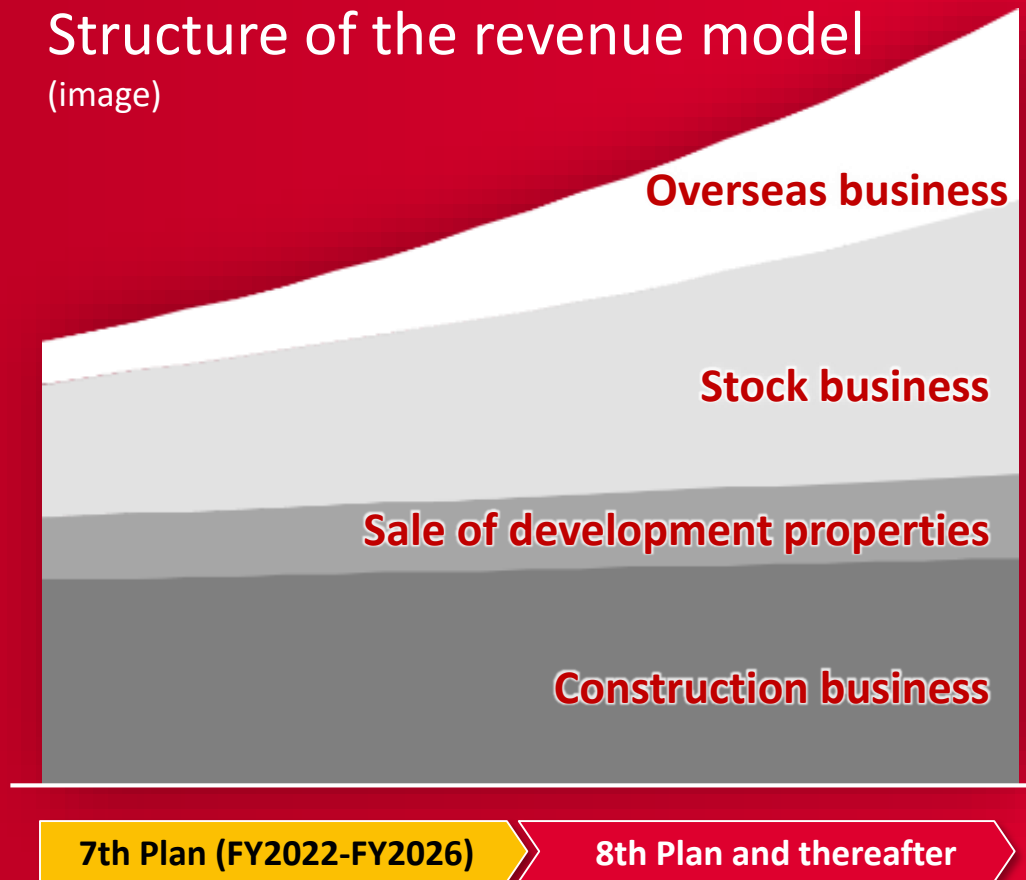 Structure of the revenue model
(image)
Overseas business
Stock business
Sale of development properties
Construction business
7th Plan (FY2022-FY2026)
8th Plan and thereafter